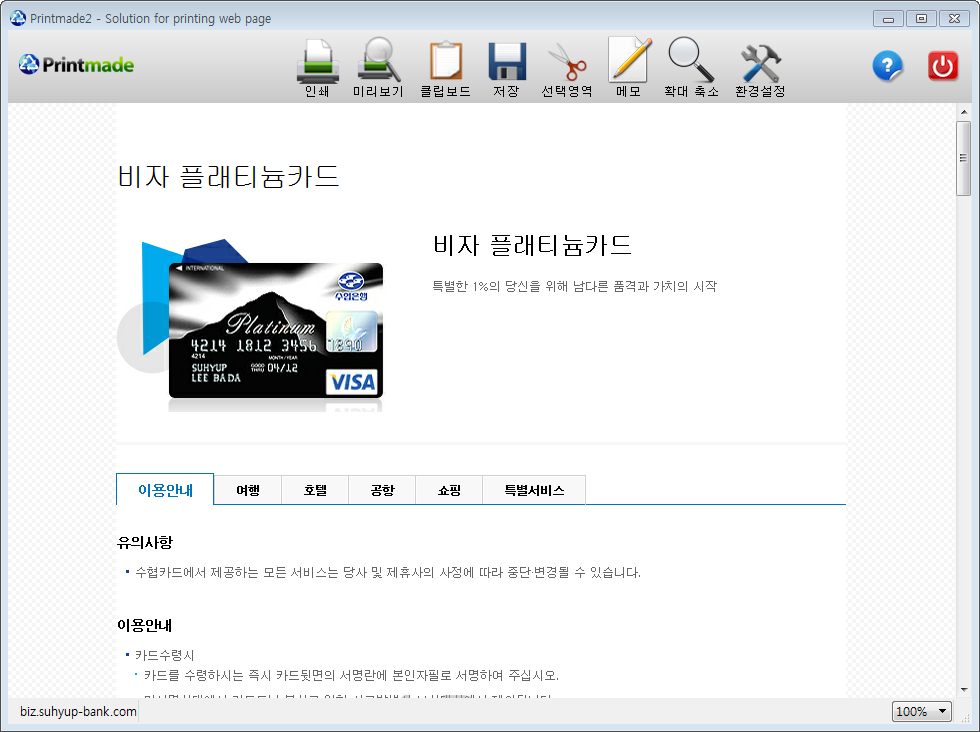 Printmade2 - Solution for printing web page
Printmade
인쇄 미리보기 클립보드 저장 선택영역 메모 확대 축소 환경설정
비자 플래티늄카드
비자 플래티늄카드
특별한 1%의 당신을 위해 남다른 품격과 가치의 시작
INTERNATIONAL
수협은행
Platinum
4214 1812 3456 7890
4214
MONTH/YEAR
GOOD THRU 04/12
SUHYUP
LEE BADA
VISA
이용안내 여행 호텔 공항 쇼핑 특별서비스
유의사항
수협카드에서 제공하는 모든 서비스는 당사 및 제휴사의 사정에 따라 중단·변경될 수 있습니다.
이용안내
카드수령시
카드를 수령하시는 즉시 카드뒷면의 서명란에 본인자필로 서명하여 주십시오.
biz.suhyup-bank.com
100%